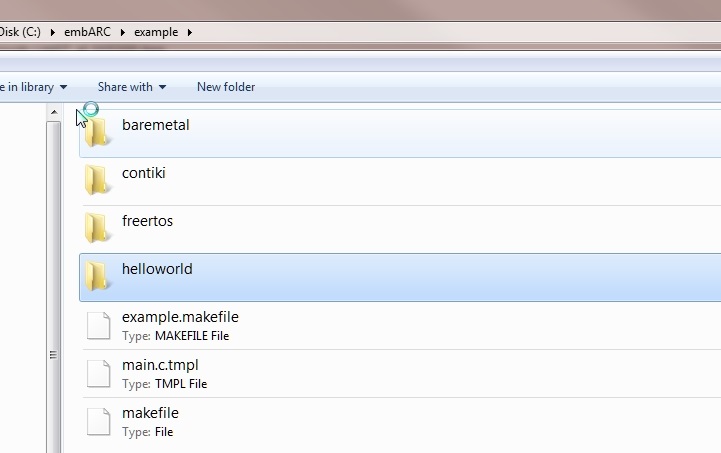 Disk (C:) ▸ embARC ▸ example ▸
e in library Share with New folder
baremetal
contiki
freertos
helloworld
example.makefile
Type: MAKEFILE File
main.c.tmpl
Type: TMPL File
makefile
Type: File